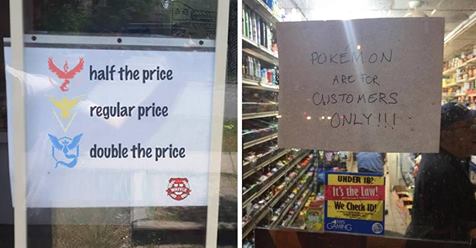 half the price
regular price
double the price
POKEMON
ARE FOR
CUSTOMERS
ONLY!!!
UNDER 18?
It's the Law!
We Check ID!
GAMING